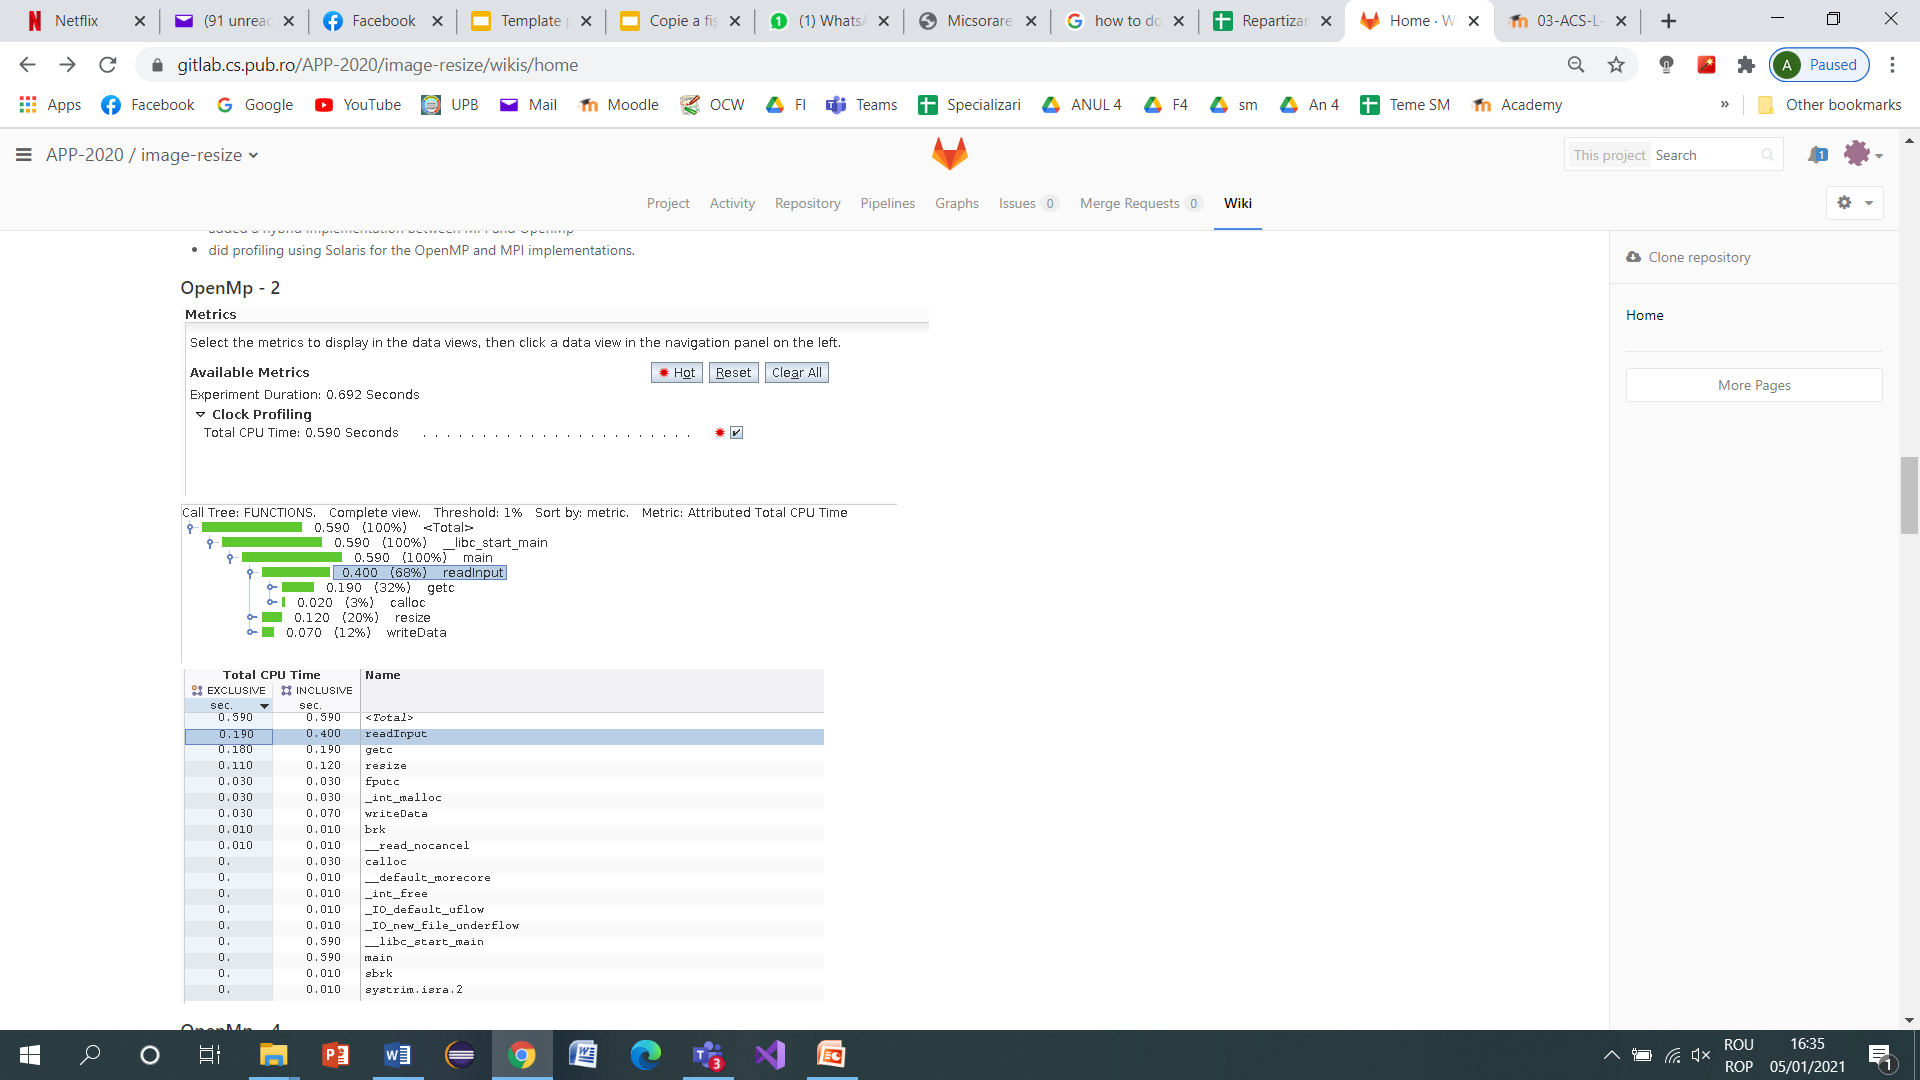 Netflix
(91 unread
Facebook
Template p
Copie a fiș
(1) WhatsA
Micsorare
how to do
Repartizar
Home · W
03-ACS-L-
gitlab.cs.pub.ro/APP-2020/image-resize/wikis/home
A Paused
Apps
Facebook
Google
YouTube
UPB
Mail
Moodle
OCW
FI
Teams
Specializari
ANUL 4
F4
sm
An 4
Teme SM
Academy
»
Other bookmarks
APP-2020 / image-resize
This project Search
1
Project
Activity
Repository
Pipelines
Graphs
Issues 0
Merge Requests 0
Wiki
added a hybrid implementation between MPI and OpenMp
• did profiling using Solaris for the OpenMP and MPI implementations.
Clone repository
Home
More Pages
OpenMp - 2
Metrics
Select the metrics to display in the data views, then click a data view in the navigation panel on the left.
Available Metrics
Hot Reset Clear All
Experiment Duration: 0.692 Seconds
Clock Profiling
Total CPU Time: 0.590 Seconds . . . . . . . . . . . . . . . . . . . . . . .
Call Tree: FUNCTIONS. Complete view. Threshold: 1% Sort by: metric. Metric: Attributed Total CPU Time
0.590 (100%) <Total>
0.590 (100%) __libc_start_main
0.590 (100%) main
0.400 (68%) readInput
0.190 (32%) getc
0.020 (3%) calloc
0.120 (20%) resize
0.070 (12%) writeData
Total CPU Time Name
EXCLUSIVE INCLUSIVE
sec. sec.
0.590 0.590 <Total>
0.190 0.400 readInput
0.180 0.190 getc
0.110 0.120 resize
0.030 0.030 fputc
0.030 0.030 _int_malloc
0.030 0.070 writeData
0.010 0.010 brk
0.010 0.010 __read_nocancel
0. 0.030 calloc
0. 0.010 __default_morecore
0. 0.010 _int_free
0. 0.010 _IO_default_uflow
0. 0.010 _IO_new_file_underflow
0. 0.590 __libc_start_main
0. 0.590 main
0. 0.010 sbrk
0. 0.010 systrim.isra.2
OpenMp - 4
3
ROU
ROP
16:35
05/01/2021
1